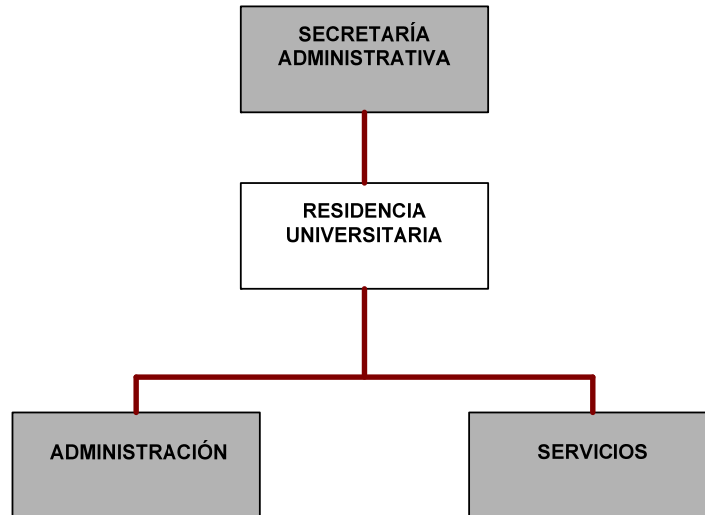 SECRETARÍA
ADMINISTRATIVA
RESIDENCIA
UNIVERSITARIA
ADMINISTRACIÓN
SERVICIOS